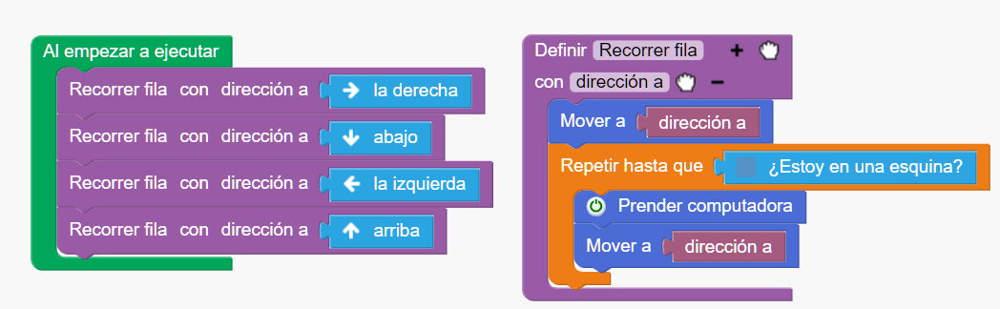 Al empezar a ejecutar
Recorrer fila con dirección a la derecha
Recorrer fila con dirección a abajo
Recorrer fila con dirección a la izquierda
Recorrer fila con dirección a arriba
Definir Recorrer fila
con dirección a
Mover a dirección a
Repetir hasta que ¿Estoy en una esquina?
Prender computadora
Mover a dirección a